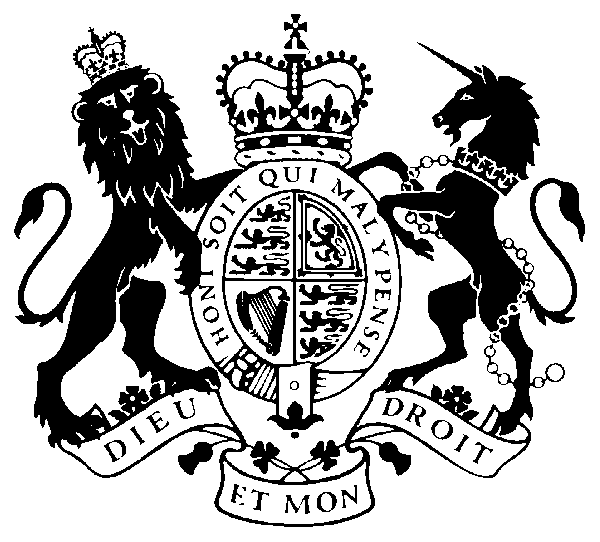 HONI SOIT QUI MAL Y PENSE
DIEU ET MON DROIT